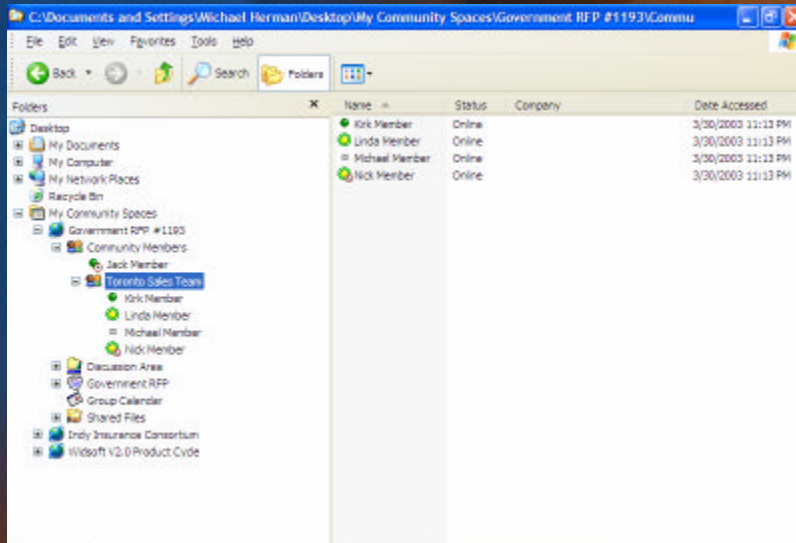 C:\Documents and Settings\Michael Herman\Desktop\My Community Spaces\Government RFP #1193\Commu
File Edit View Favorites Tools Help
Back Search Folders
Folders
Desktop
My Documents
My Computer
My Network Places
Recycle Bin
My Community Spaces
Government RFP #1193
Community Members
Jack Member
Toronto Sales Team
Kirk Member
Linda Member
Michael Member
Nick Member
Discussion Area
Government RFP
Group Calendar
Shared Files
Indy Insurance Consortium
Widsoft V2.0 Product Cycle
Name Status Company Date Accessed
Kirk Member Online 3/30/2003 11:13 PM
Linda Member Online 3/30/2003 11:13 PM
Michael Member Online 3/30/2003 11:13 PM
Nick Member Online 3/30/2003 11:13 PM